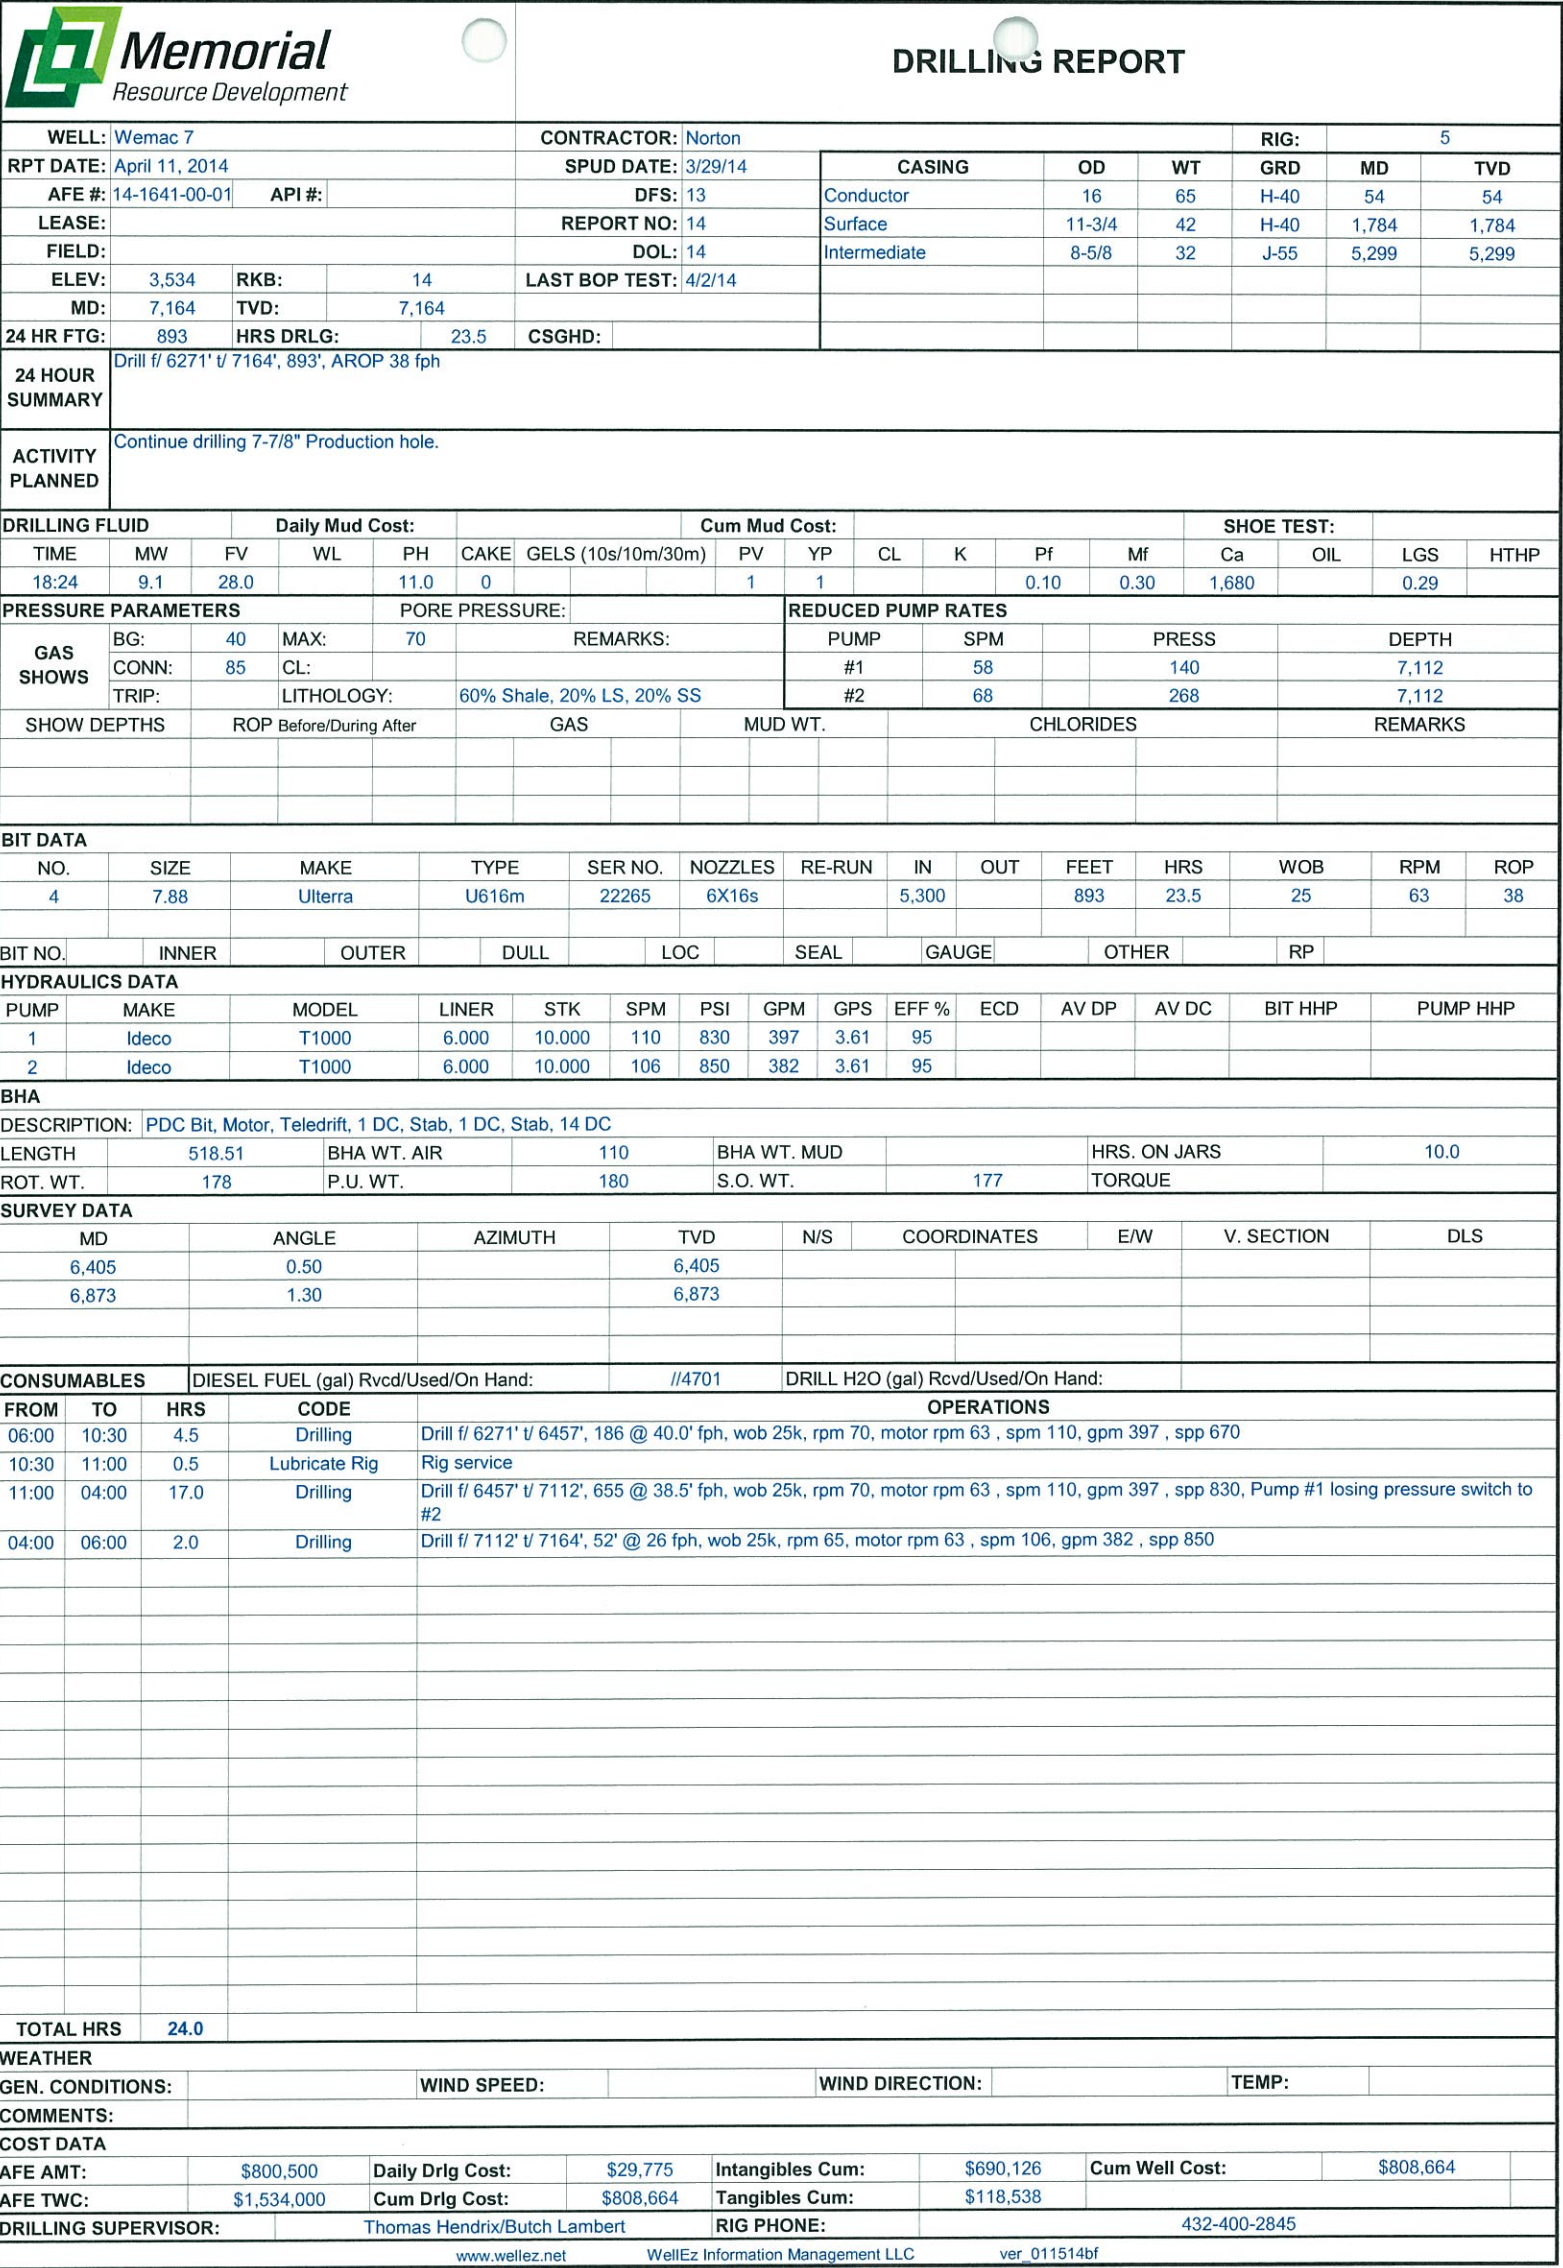 Memorial
Resource Development
DRILLING REPORT
WELL: Wemac 7 CONTRACTOR: Norton RIG: 5
RPT DATE: April 11, 2014 SPUD DATE: 3/29/14 CASING OD WT GRD MD TVD
AFE #: 14-1641-00-01 API #: DFS: 13 Conductor 16 65 H-40 54 54
LEASE: REPORT NO: 14 Surface 11-3/4 42 H-40 1,784 1,784
FIELD: DOL: 14 Intermediate 8-5/8 32 J-55 5,299 5,299
ELEV: 3,534 RKB: 14 LAST BOP TEST: 4/2/14
MD: 7,164 TVD: 7,164
24 HR FTG: 893 HRS DRLG: 23.5 CSGHD:
24 HOUR SUMMARY Drill f/ 6271' t/ 7164', 893', AROP 38 fph
ACTIVITY PLANNED Continue drilling 7-7/8" Production hole.
DRILLING FLUID Daily Mud Cost: Cum Mud Cost: SHOE TEST:
TIME MW FV WL PH CAKE GELS (10s/10m/30m) PV YP CL K Pf Mf Ca OIL LGS HTHP
18:24 9.1 28.0 11.0 0 1 1 0.10 0.30 1,680 0.29
PRESSURE PARAMETERS PORE PRESSURE: REDUCED PUMP RATES
GAS SHOWS BG: 40 MAX: 70 REMARKS: PUMP SPM PRESS DEPTH
CONN: 85 CL: #1 58 140 7,112
TRIP: LITHOLOGY: 60% Shale, 20% LS, 20% SS #2 68 268 7,112
SHOW DEPTHS ROP Before/During After GAS MUD WT. CHLORIDES REMARKS
BIT DATA
NO. SIZE MAKE TYPE SER NO. NOZZLES RE-RUN IN OUT FEET HRS WOB RPM ROP
4 7.88 Ulterra U616m 22265 6X16s 5,300 893 23.5 25 63 38
BIT NO. INNER OUTER DULL LOC SEAL GAUGE OTHER RP
HYDRAULICS DATA
PUMP MAKE MODEL LINER STK SPM PSI GPM GPS EFF % ECD AV DP AV DC BIT HHP PUMP HHP
1 Ideco T1000 6.000 10.000 110 830 397 3.61 95
2 Ideco T1000 6.000 10.000 106 850 382 3.61 95
BHA
DESCRIPTION: PDC Bit, Motor, Teledrift, 1 DC, Stab, 1 DC, Stab, 14 DC
LENGTH 518.51 BHA WT. AIR 110 BHA WT. MUD HRS. ON JARS 10.0
ROT. WT. 178 P.U. WT. 180 S.O. WT. 177 TORQUE
SURVEY DATA
MD ANGLE AZIMUTH TVD N/S COORDINATES E/W V. SECTION DLS
6,405 0.50 6,405
6,873 1.30 6,873
CONSUMABLES DIESEL FUEL (gal) Rvcd/Used/On Hand: //4701 DRILL H2O (gal) Rcvd/Used/On Hand:
FROM TO HRS CODE OPERATIONS
06:00 10:30 4.5 Drilling Drill f/ 6271' t/ 6457', 186 @ 40.0' fph, wob 25k, rpm 70, motor rpm 63 , spm 110, gpm 397 , spp 670
10:30 11:00 0.5 Lubricate Rig Rig service
11:00 04:00 17.0 Drilling Drill f/ 6457' t/ 7112', 655 @ 38.5' fph, wob 25k, rpm 70, motor rpm 63 , spm 110, gpm 397 , spp 830, Pump #1 losing pressure switch to
#2
04:00 06:00 2.0 Drilling Drill f/ 7112' t/ 7164', 52' @ 26 fph, wob 25k, rpm 65, motor rpm 63 , spm 106, gpm 382 , spp 850
TOTAL HRS 24.0
WEATHER
GEN. CONDITIONS: WIND SPEED: WIND DIRECTION: TEMP:
COMMENTS:
COST DATA
AFE AMT: $800,500 Daily Drlg Cost: $29,775 Intangibles Cum: $690,126 Cum Well Cost: $808,664
AFE TWC: $1,534,000 Cum Drlg Cost: $808,664 Tangibles Cum: $118,538
DRILLING SUPERVISOR: Thomas Hendrix/Butch Lambert RIG PHONE: 432-400-2845
www.wellez.net WellEz Information Management LLC ver_011514bf